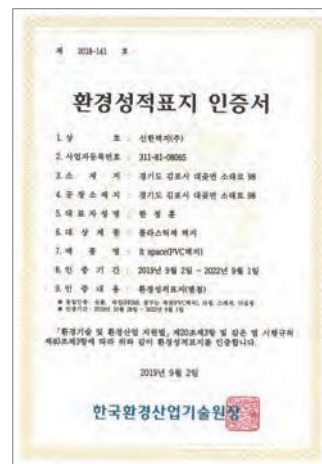 제 2018-141 호
환경성적표지 인증서
1. 상 호 : 신한벽지(주)
2. 사업자등록번호 : 311-81-08065
3. 소 재 지 : 경기도 김포시 대곶면 소래로 98
4. 공장소재지 : 경기도 김포시 대곶면 소래로 98
5. 대표자성명 : 한 정 훈
6. 대 상 제 품 : 플라스틱제 벽지
7. 제 품 명 : it space(PVC벽지)
8. 인 증 기 간 : 2019년 9월 2일 ~ 2022년 9월 1일
9. 인 증 내 용 : 환경성적표지(별첨)
「환경기술 및 환경산업 지원법」 제20조제3항 및 같은 법 시행규칙
제40조제3항에 따라 위와 같이 환경성적표지를 인증합니다.
2019년 9월 2일
한국환경산업기술원장